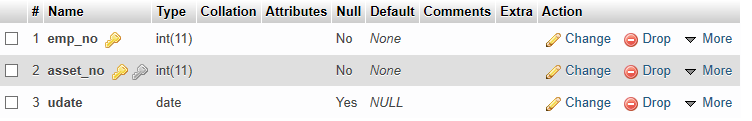 # Name Type Collation Attributes Null Default Comments Extra Action
1 emp_no int(11) No None Change Drop More
2 asset_no int(11) No None Change Drop More
3 udate date Yes NULL Change Drop More